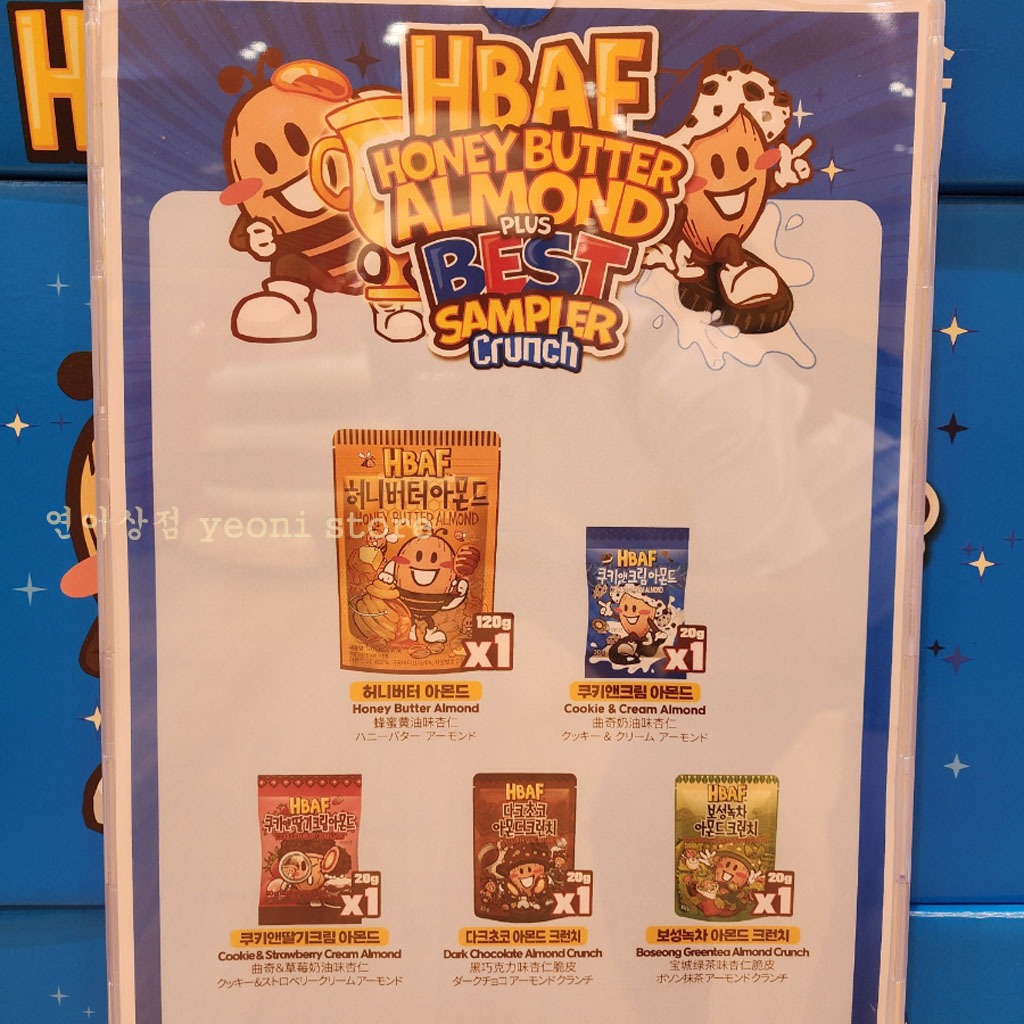 HBAF
HONEY BUTTER
ALMOND
PLUS
BEST
SAMPLER
Crunch
HBAF
허니버터아몬드
HONEY BUTTER ALMOND
연어상점 yeoni store
120g
x1
허니버터 아몬드
Honey Butter Almond
蜂蜜黄油味杏仁
ハニーバター アーモンド
HBAF
쿠키앤크림아몬드
20g
x1
쿠키앤크림 아몬드
Cookie & Cream Almond
曲奇奶油味杏仁
クッキー & クリーム アーモンド
HBAF
쿠키앤딸기크림아몬드
20g
x1
쿠키앤딸기크림 아몬드
Cookie & Strawberry Cream Almond
曲奇&草莓奶油味杏仁
クッキー&ストロベリークリームアーモンド
HBAF
다크초코
아몬드크런치
20g
x1
다크초코 아몬드 크런치
Dark Chocolate Almond Crunch
黑巧克力味杏仁脆皮
ダークチョコ アーモンドクランチ
HBAF
보성녹차
아몬드크런치
20g
x1
보성녹차 아몬드 크런치
Boseong Greentea Almond Crunch
宝城绿茶味杏仁脆皮
ボソン抹茶 アーモンドクランチ